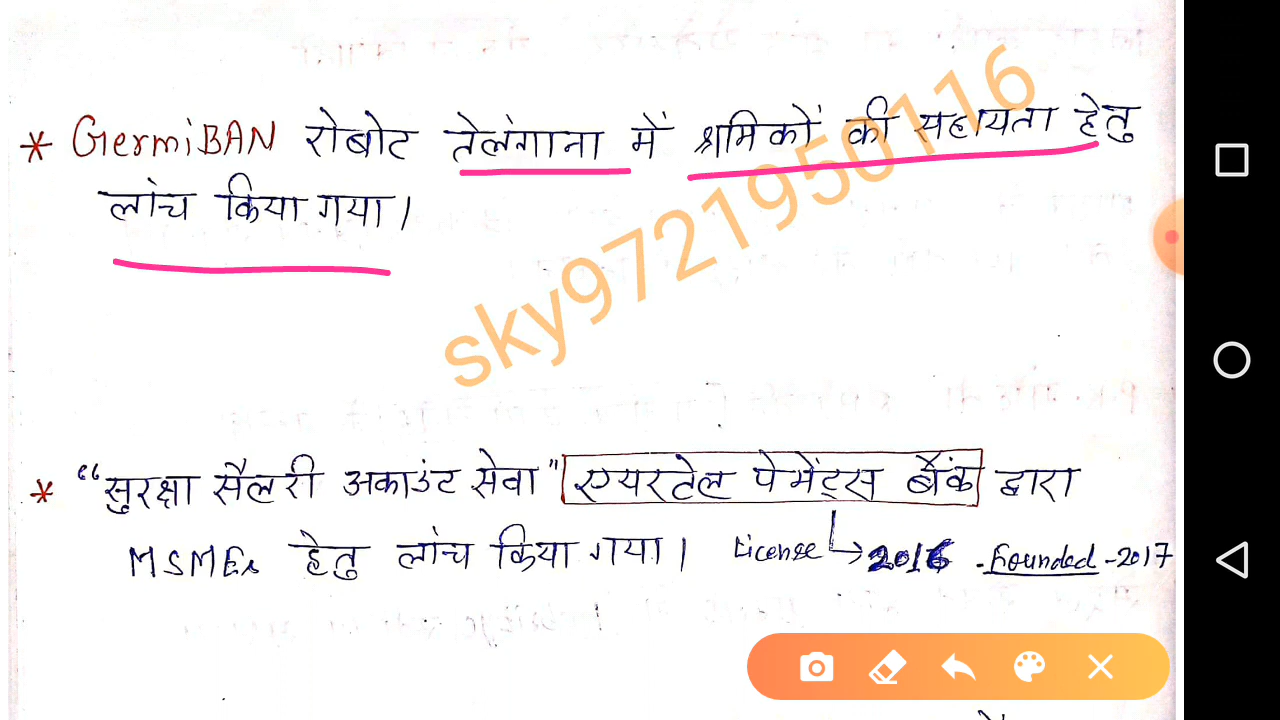 * GermiBAN रोबोट तेलंगाना में श्रमिकों की सहायता हेतु
लांच किया गया।
sky9721950116
* “सुरक्षा सैलरी अकाउंट सेवा" एयरटेल पेमेंट्स बैंक द्वारा
MSMEs हेतु लांच किया गया। License → 2016 - Founded - 2017